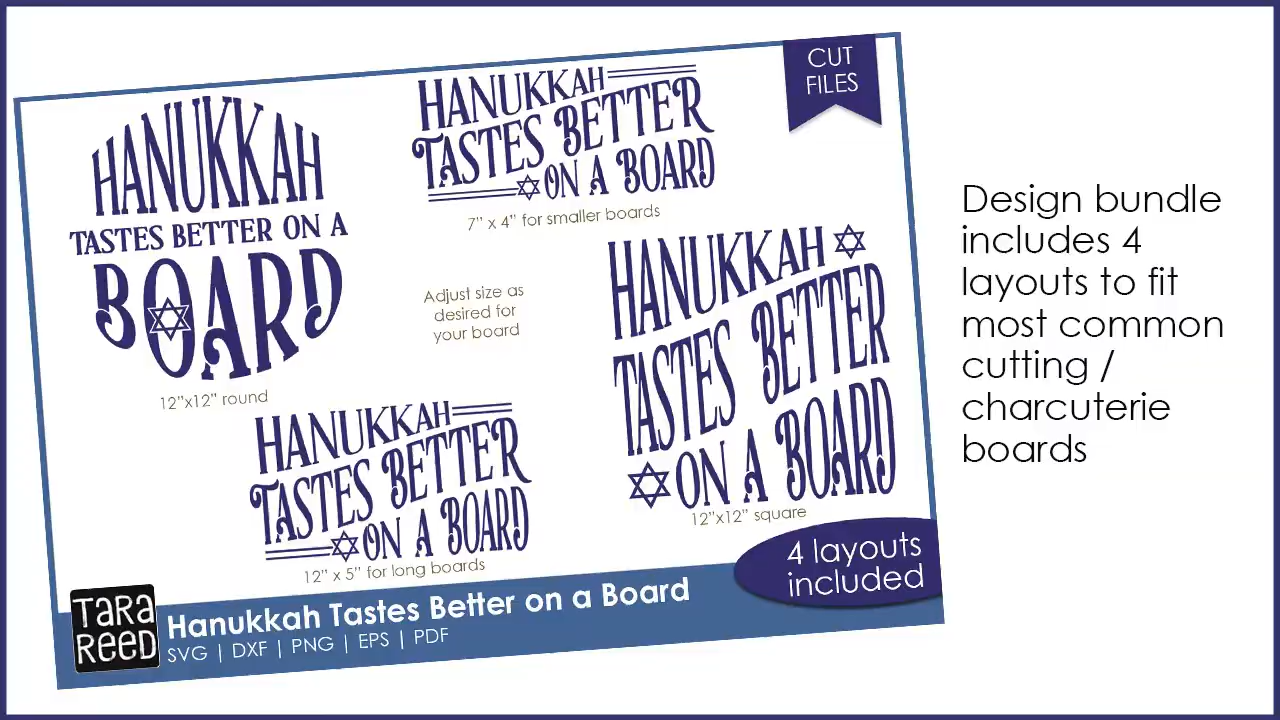 CUT
FILES
HANUKKAH
TASTES BETTER ON A
BOARD
12”x12” round
HANUKKAH
TASTES BETTER
ON A BOARD
7” x 4” for smaller boards
Adjust size as
desired for
your board
HANUKKAH
TASTES BETTER
ON A BOARD
12”x12” square
HANUKKAH
TASTES BETTER
ON A BOARD
12” x 5” for long boards
4 layouts
included
TARA
REED
Hanukkah Tastes Better on a Board
SVG | DXF | PNG | EPS | PDF
Design bundle
includes 4
layouts to fit
most common
cutting /
charcuterie
boards